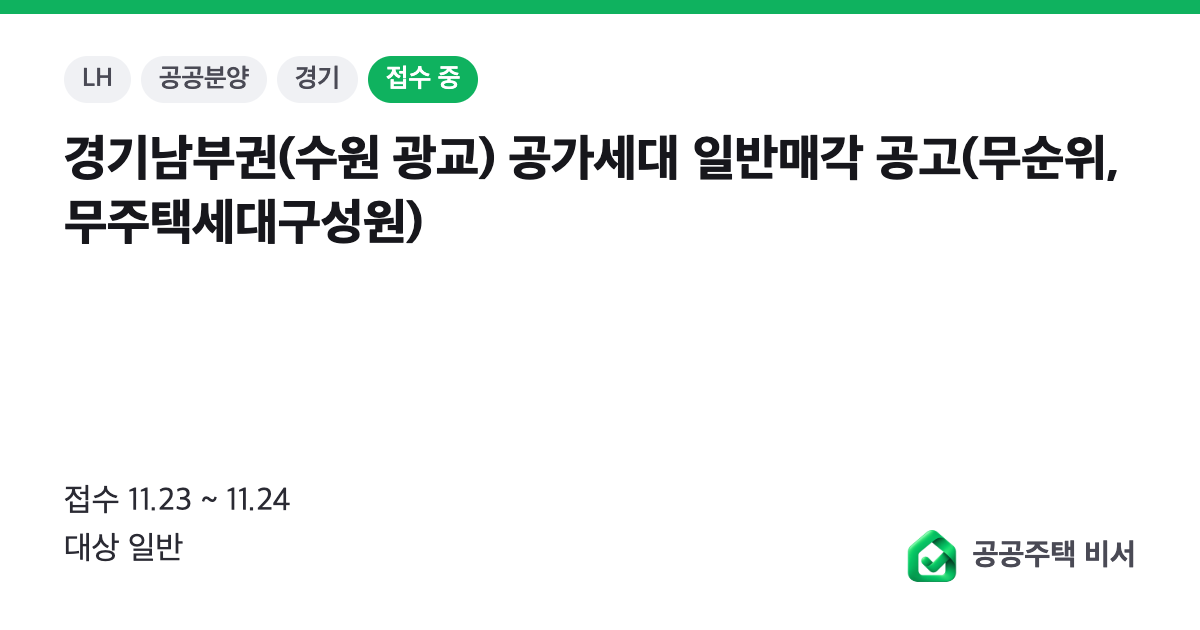 LH 공공분양 경기 접수 중
경기남부권(수원 광교) 공가세대 일반매각 공고(무순위,
무주택세대구성원)
접수 11.23 ~ 11.24
대상 일반
공공주택 비서